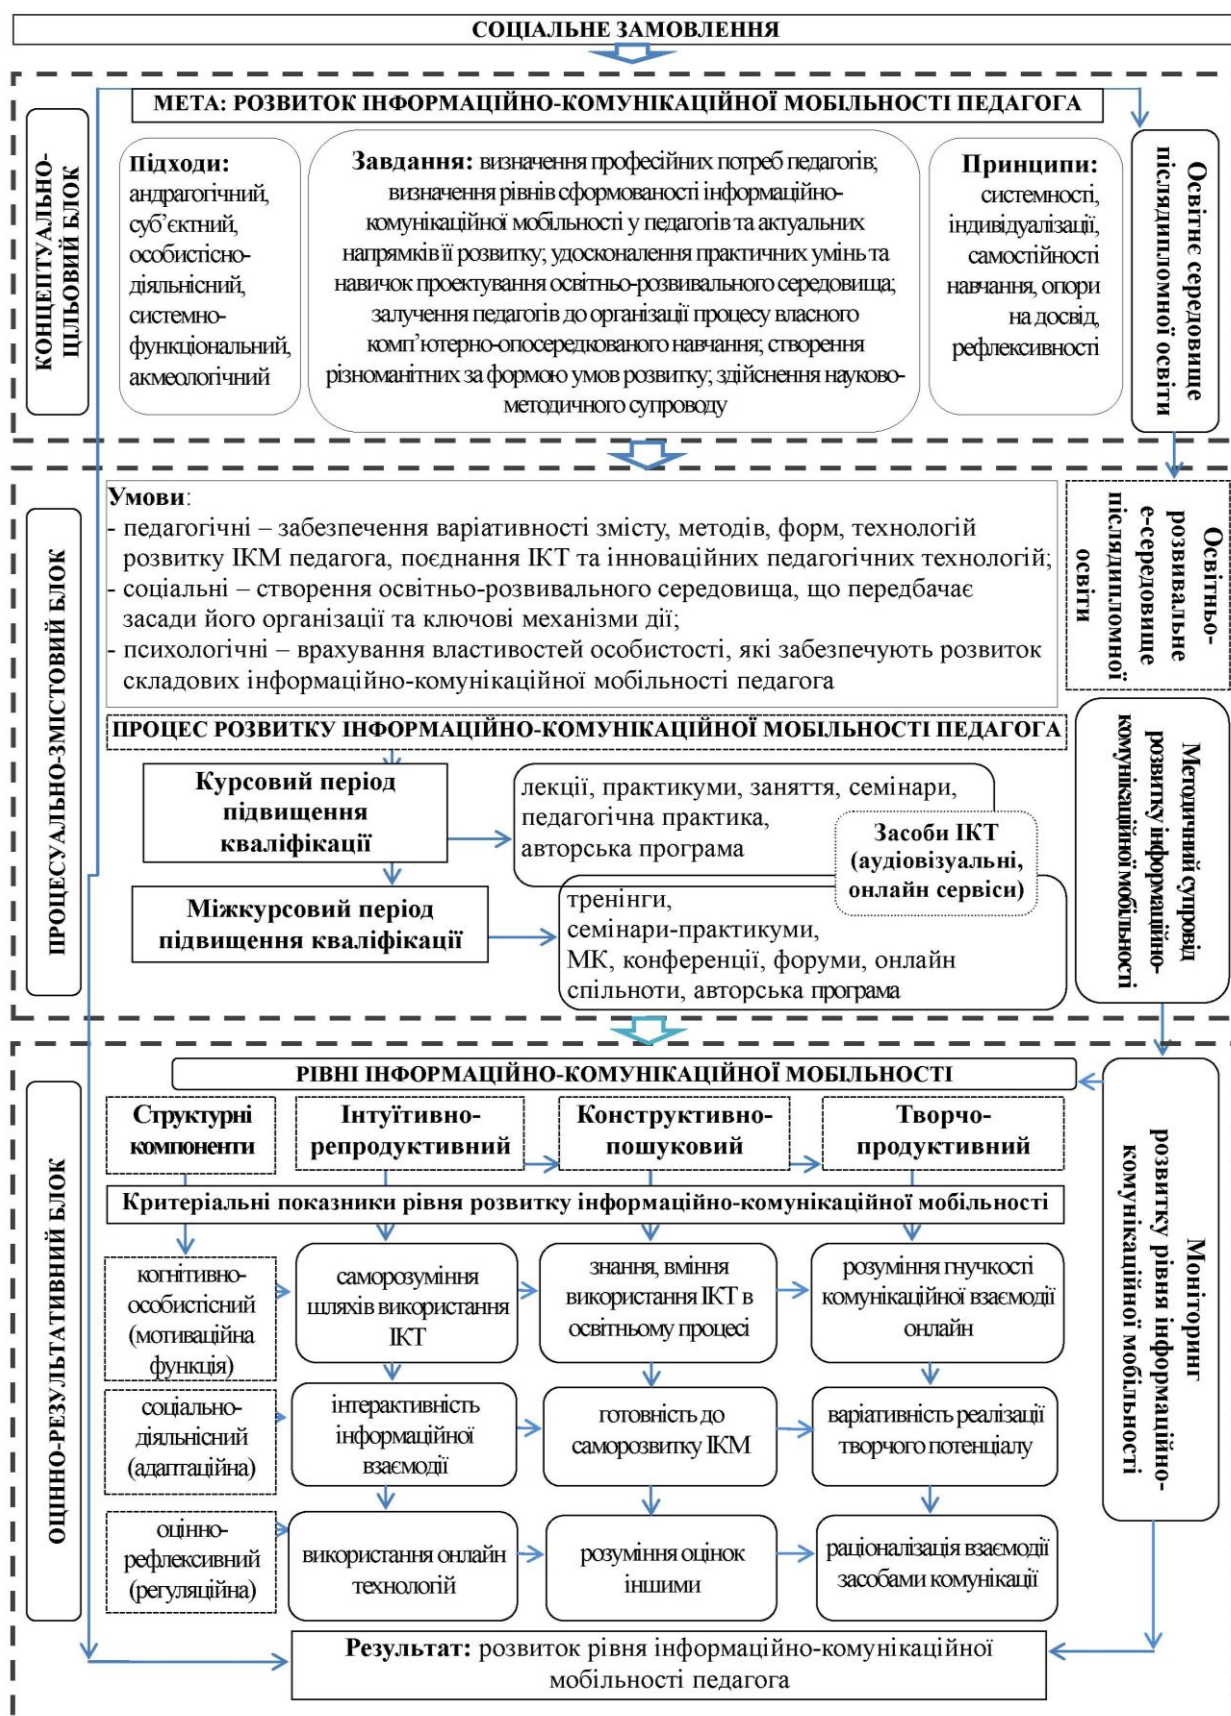 СОЦІАЛЬНЕ ЗАМОВЛЕННЯ
КОНЦЕПТУАЛЬНО-
ЦІЛЬОВИЙ БЛОК
МЕТА: РОЗВИТОК ІНФОРМАЦІЙНО-КОМУНІКАЦІЙНОЇ МОБІЛЬНОСТІ ПЕДАГОГА
Підходи:
андрагогічний,
суб’єктний,
особистісно-
діяльнісний,
системно-
функціональний,
акмеологічний
Завдання: визначення професійних потреб педагогів;
визначення рівнів сформованості інформаційно-
комунікаційної мобільності у педагогів та актуальних
напрямків її розвитку; удосконалення практичних умінь та
навичок проектування освітньо-розвивального середовища;
залучення педагогів до організації процесу власного
комп’ютерно-опосередкованого навчання; створення
різноманітних за формою умов розвитку; здійснення науково-
методичного супроводу
Принципи:
системності,
індивідуалізації,
самостійності
навчання, опори
на досвід,
рефлексивності
Освітнє середовище
післядипломної освіти
ПРОЦЕСУАЛЬНО-ЗМІСТОВИЙ БЛОК
Умови:
- педагогічні – забезпечення варіативності змісту, методів, форм, технологій
розвитку ІКМ педагога, поєднання ІКТ та інноваційних педагогічних технологій;
- соціальні – створення освітньо-розвивального середовища, що передбачає
засади його організації та ключові механізми дії;
- психологічні – врахування властивостей особистості, які забезпечують розвиток
складових інформаційно-комунікаційної мобільності педагога
Освітньо-
розвивальне
е-середовище
післядипломної
освіти
ПРОЦЕС РОЗВИТКУ ІНФОРМАЦІЙНО-КОМУНІКАЦІЙНОЇ МОБІЛЬНОСТІ ПЕДАГОГА
Курсовий період
підвищення
кваліфікації
лекції, практикуми, заняття, семінари,
педагогічна практика,
авторська програма
Засоби ІКТ
(аудіовізуальні,
онлайн сервіси)
Міжкурсовий період
підвищення кваліфікації
тренінги,
семінари-практикуми,
МК, конференції, форуми, онлайн
спільноти, авторська програма
Методичний супровід
розвитку інформаційно-
комунікаційної мобільності
ОЦІННО-РЕЗУЛЬТАТИВНИЙ БЛОК
РІВНІ ІНФОРМАЦІЙНО-КОМУНІКАЦІЙНОЇ МОБІЛЬНОСТІ
Структурні
компоненти
Інтуїтивно-
репродуктивний
Конструктивно-
пошуковий
Творчо-
продуктивний
Критеріальні показники рівня розвитку інформаційно-комунікаційної мобільності
когнітивно-
особистісний
(мотиваційна
функція)
саморозуміння
шляхів використання
ІКТ
знання, вміння
використання ІКТ в
освітньому процесі
розуміння гнучкості
комунікаційної взаємодії
онлайн
соціально-
діяльнісний
(адаптаційна)
інтерактивність
інформаційної
взаємодії
готовність до
саморозвитку ІКМ
варіативність реалізації
творчого потенціалу
оцінно-
рефлексивний
(регуляційна)
використання онлайн
технологій
розуміння оцінок
іншими
раціоналізація взаємодії
засобами комунікації
Моніторинг
розвитку рівня інформаційно-
комунікаційної мобільності
Результат: розвиток рівня інформаційно-комунікаційної
мобільності педагога